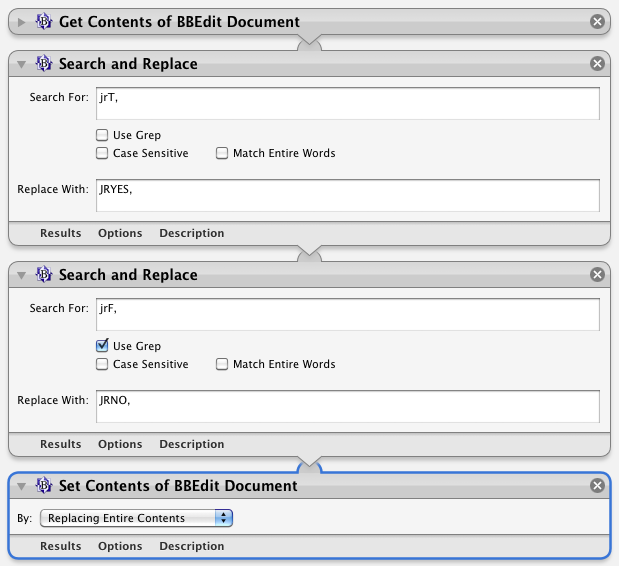 Get Contents of BBEdit Document
Search and Replace
Search For: jrT,
Use Grep
Case Sensitive Match Entire Words
Replace With: JRYES,
Results Options Description
Search and Replace
Search For: jrF,
Use Grep
Case Sensitive Match Entire Words
Replace With: JRNO,
Results Options Description
Set Contents of BBEdit Document
By: Replacing Entire Contents
Results Options Description